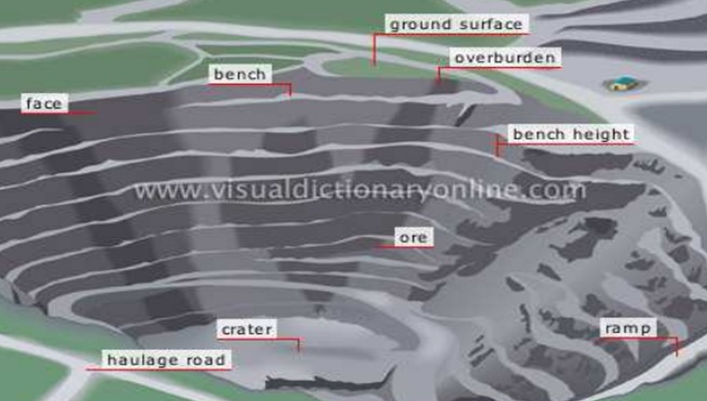 ground surface
overburden
bench
face
bench height
www.visualdictionaryonline.com
ore
crater
ramp
haulage road